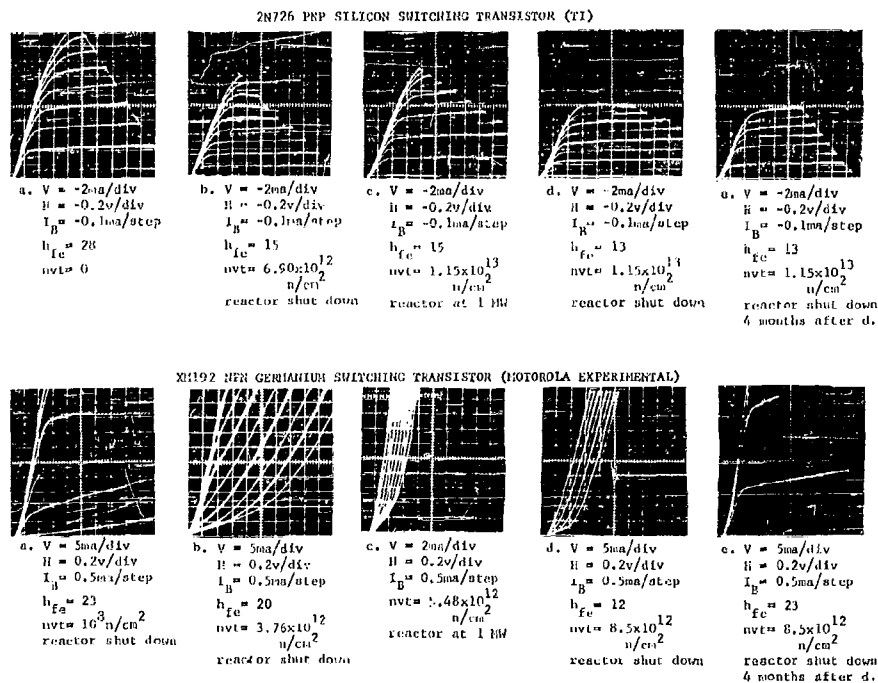 2N726 PNP SILICON SWITCHING TRANSISTOR (TI)
a. V = -2ma/div
H = -0.2v/div
I_B = -0.1ma/step
h_fe = 28
nvt= 0
b. V = -2ma/div
H = -0.2v/div
I_B = -0.1ma/step
h_fe = 15
nvt= 6.90x10^12
n/cm^2
reactor shut down
c. V = -2ma/div
H = -0.2v/div
I_B = -0.1ma/step
h_fe = 15
nvt= 1.15x10^13
n/cm^2
reactor at 1 MW
d. V = -2ma/div
H = -0.2v/div
I_B = -0.1ma/step
h_fe = 13
nvt= 1.15x10^13
n/cm^2
reactor shut down
e. V = -2ma/div
H = -0.2v/div
I_B = -0.1ma/step
h_fe = 13
nvt= 1.15x10^13
n/cm^2
reactor shut down
4 months after d.
XM192 NPN GERMANIUM SWITCHING TRANSISTOR (MOTOROLA EXPERIMENTAL)
a. V = 5ma/div
H = 0.2v/div
I_B = 0.5ma/step
h_fe = 23
nvt= 10^3 n/cm^2
reactor shut down
b. V = 5ma/div
H = 0.2v/div
I_B = 0.5ma/step
h_fe = 20
nvt= 3.76x10^12
n/cm^2
reactor shut down
c. V = 2ma/div
H = 0.2v/div
I_B = 0.5ma/step
nvt= .48x10^12
n/cm^2
reactor at 1 MW
d. V = 5ma/div
H = 0.2v/div
I_B = 0.5ma/step
h_fe = 12
nvt= 8.5x10^12
n/cm^2
reactor shut down
e. V = 5ma/div
H = 0.2v/div
I_B = 0.5ma/step
h_fe = 23
nvt= 8.5x10^12
n/cm^2
reactor shut down
4 months after d.